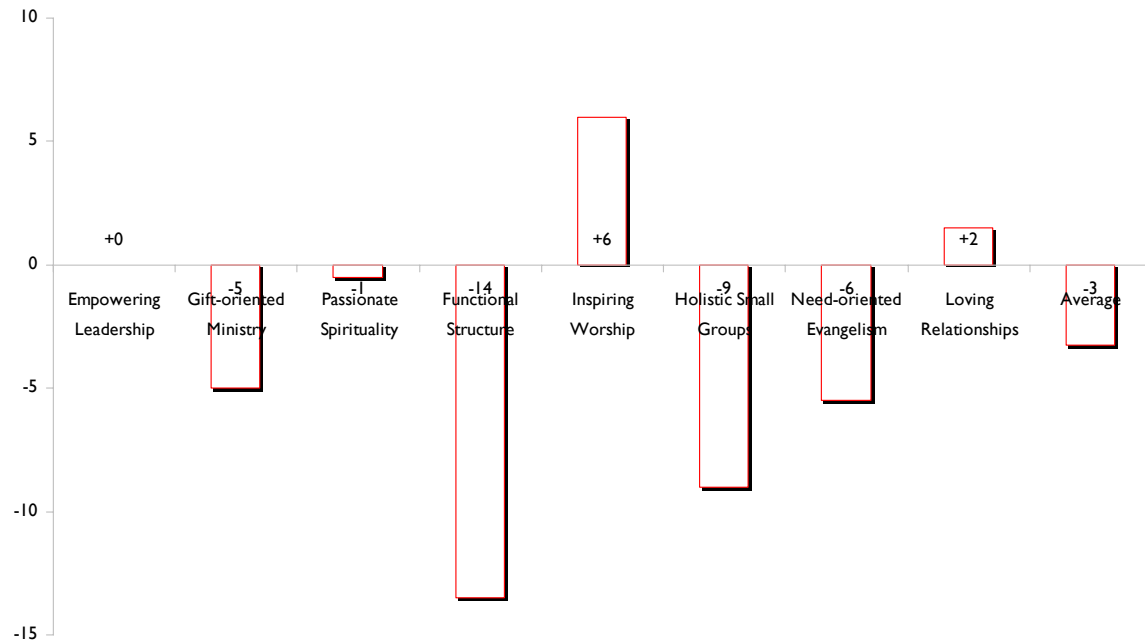 10
5
+0
+6
+2
0
-5
-1
-14
-9
-6
-3
Empowering Leadership
Gift-oriented Ministry
Passionate Spirituality
Functional Structure
Inspiring Worship
Holistic Small Groups
Need-oriented Evangelism
Loving Relationships
Average
-5
-10
-15